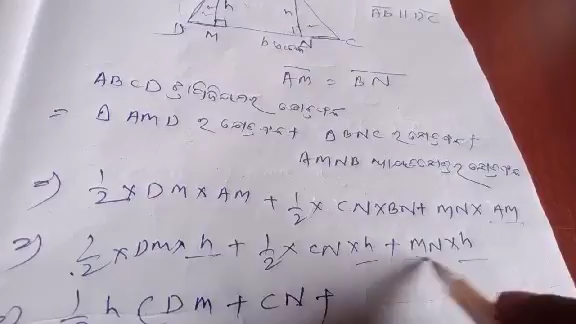 h h AB || DC
D M b ବାହୁ N C
AM = BN
ABCD ଟ୍ରାପିଜିୟମର କ୍ଷେତ୍ରଫଳ
= Δ AMD ର କ୍ଷେତ୍ରଫଳ + Δ BNC ର କ୍ଷେତ୍ରଫଳ +
AMNB ଆୟତକ୍ଷେତ୍ରର କ୍ଷେତ୍ରଫଳ
⇒ 1/2 × DM × AM + 1/2 × CN × BN + MN × AM
⇒ 1/2 × DM × h + 1/2 × CN × h + MN × h
1/2 h (DM + CN +